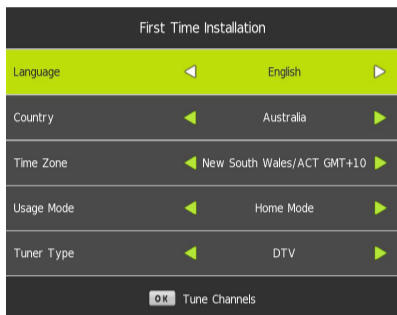 First Time Installation
Language English
Country Australia
Time Zone New South Wales/ACT GMT+10
Usage Mode Home Mode
Tuner Type DTV
OK Tune Channels